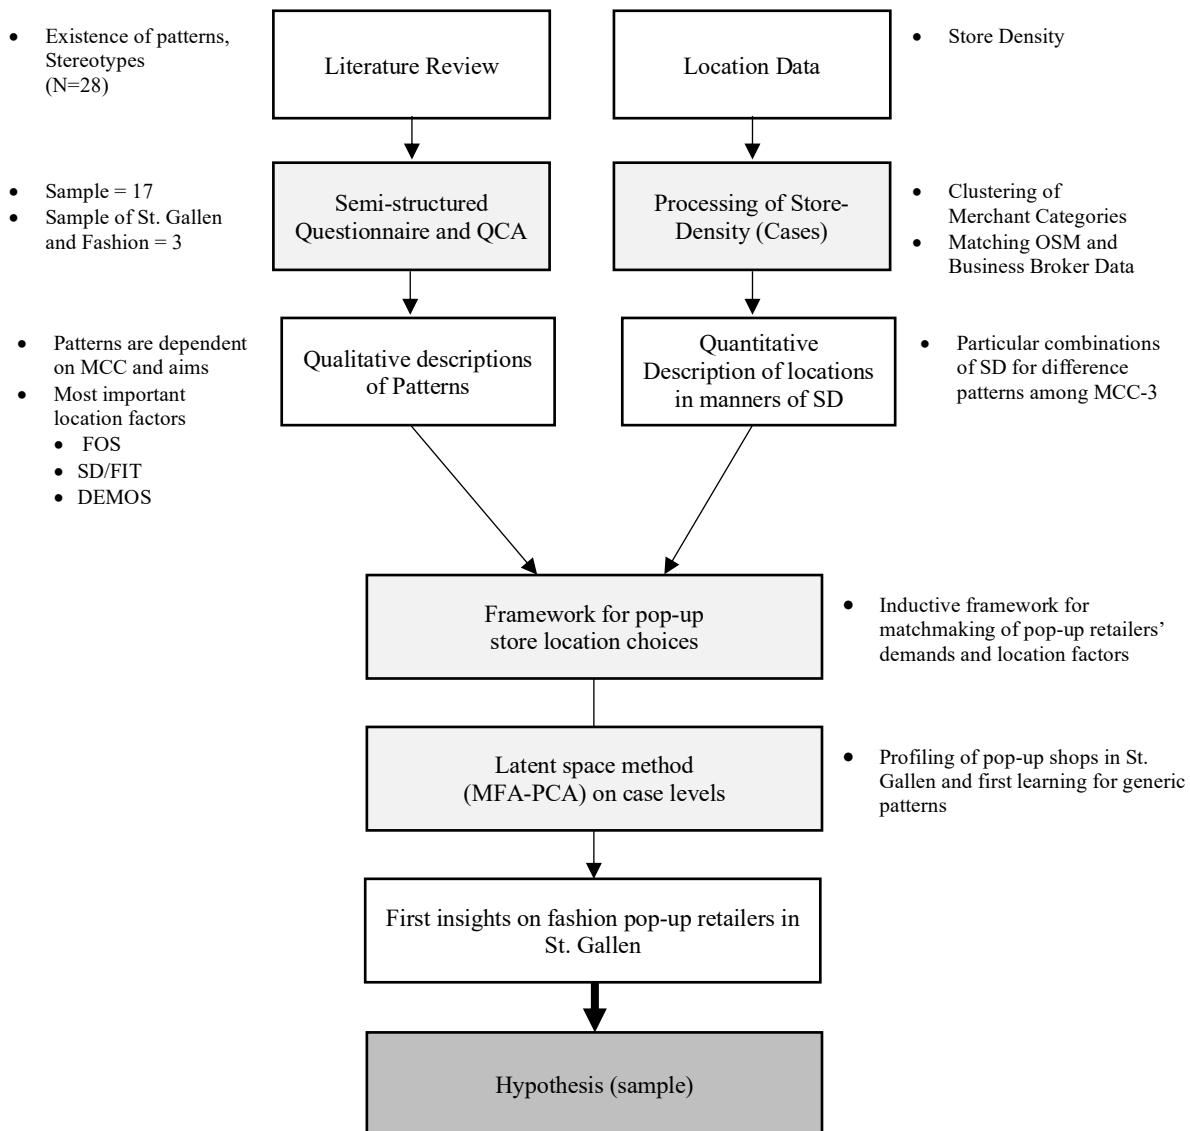 Existence of patterns,
Stereotypes
(N=28)
Literature Review
Location Data
Store Density
Sample = 17
Sample of St. Gallen
and Fashion = 3
Semi-structured
Questionnaire and QCA
Processing of Store-
Density (Cases)
Clustering of
Merchant Categories
Matching OSM and
Business Broker Data
Patterns are dependent
on MCC and aims
Most important
location factors
FOS
SD/FIT
DEMOS
Qualitative descriptions
of Patterns
Quantitative
Description of locations
in manners of SD
Particular combinations
of SD for difference
patterns among MCC-3
Framework for pop-up
store location choices
Inductive framework for
matchmaking of pop-up retailers’
demands and location factors
Latent space method
(MFA-PCA) on case levels
Profiling of pop-up shops in St.
Gallen and first learning for generic
patterns
First insights on fashion pop-up retailers in
St. Gallen
Hypothesis (sample)